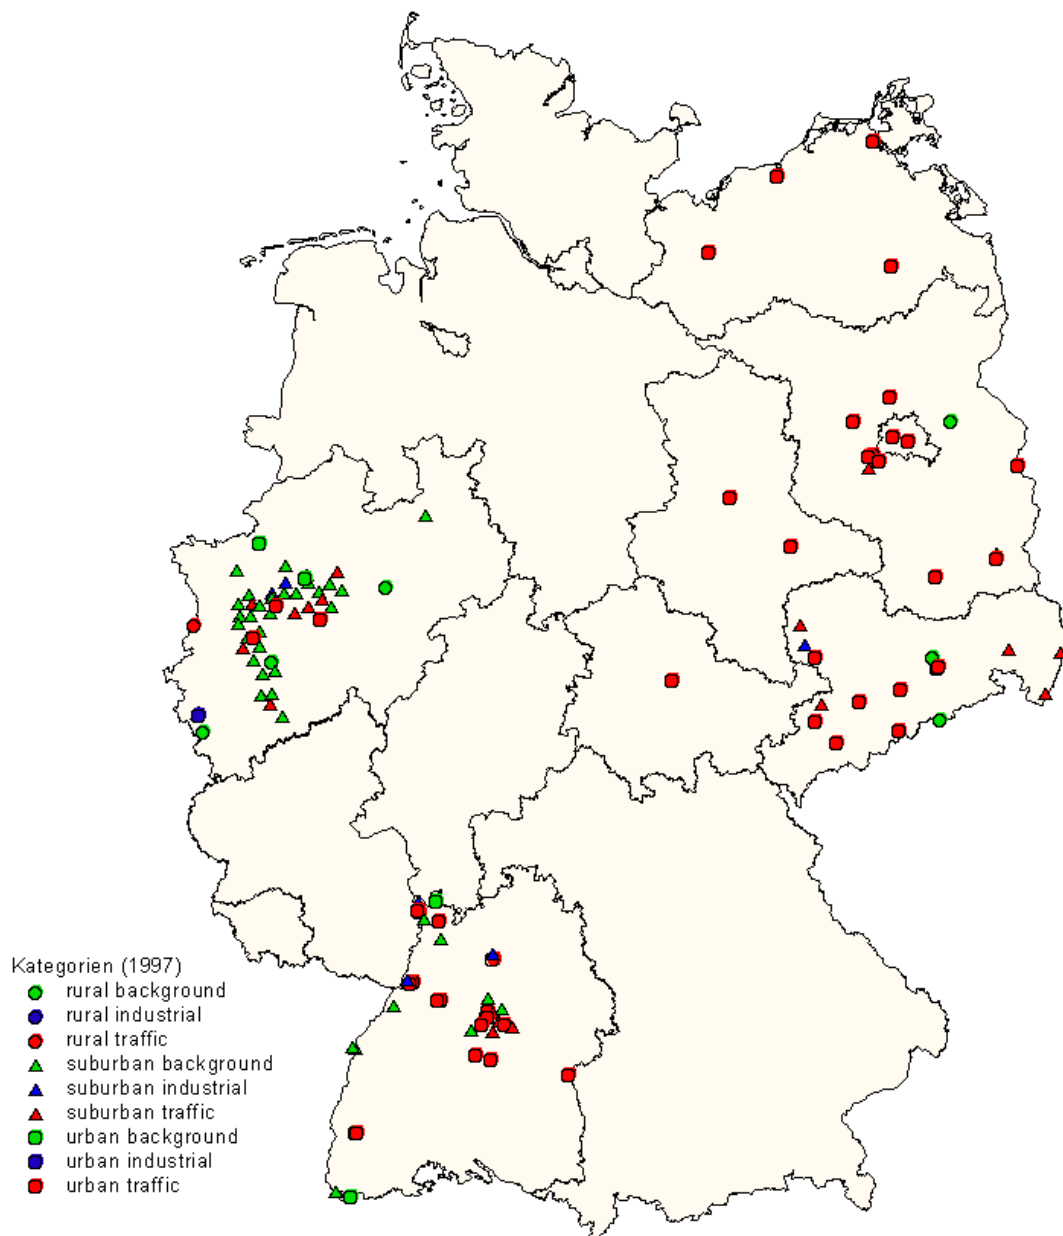 Kategorien (1997)
rural background
rural industrial
rural traffic
suburban background
suburban industrial
suburban traffic
urban background
urban industrial
urban traffic